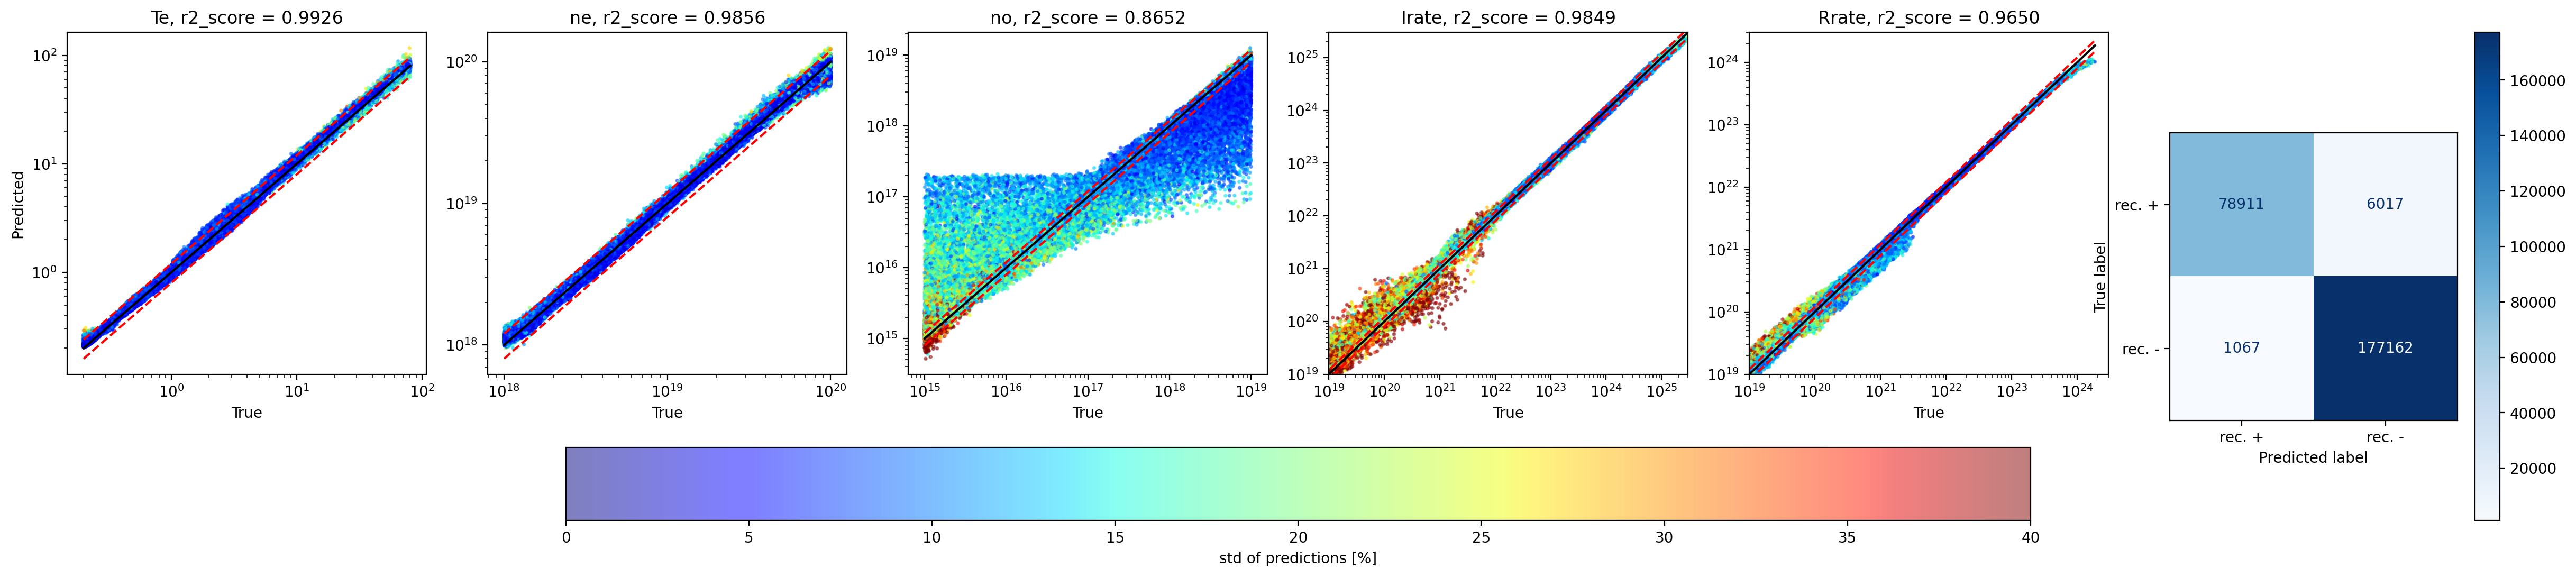 Te, r2_score = 0.9926
ne, r2_score = 0.9856
no, r2_score = 0.8652
Irate, r2_score = 0.9849
Rrate, r2_score = 0.9650
Predicted
10²
10¹
10⁰
10⁰ 10¹ 10²
True
10²⁰
10¹⁹
10¹⁸
10¹⁸ 10¹⁹ 10²⁰
True
10¹⁹
10¹⁸
10¹⁷
10¹⁶
10¹⁵
10¹⁵ 10¹⁶ 10¹⁷ 10¹⁸ 10¹⁹
True
10²⁵
10²⁴
10²³
10²²
10²¹
10²⁰
10¹⁹
10¹⁹ 10²⁰ 10²¹ 10²² 10²³ 10²⁴ 10²⁵
True
10²⁴
10²³
10²²
10²¹
10²⁰
10¹⁹
10¹⁹ 10²⁰ 10²¹ 10²² 10²³ 10²⁴
True
True label
rec. + 78911 6017
rec. - 1067 177162
rec. + rec. -
Predicted label
160000
140000
120000
100000
80000
60000
40000
20000
0 5 10 15 20 25 30 35 40
std of predictions [%]